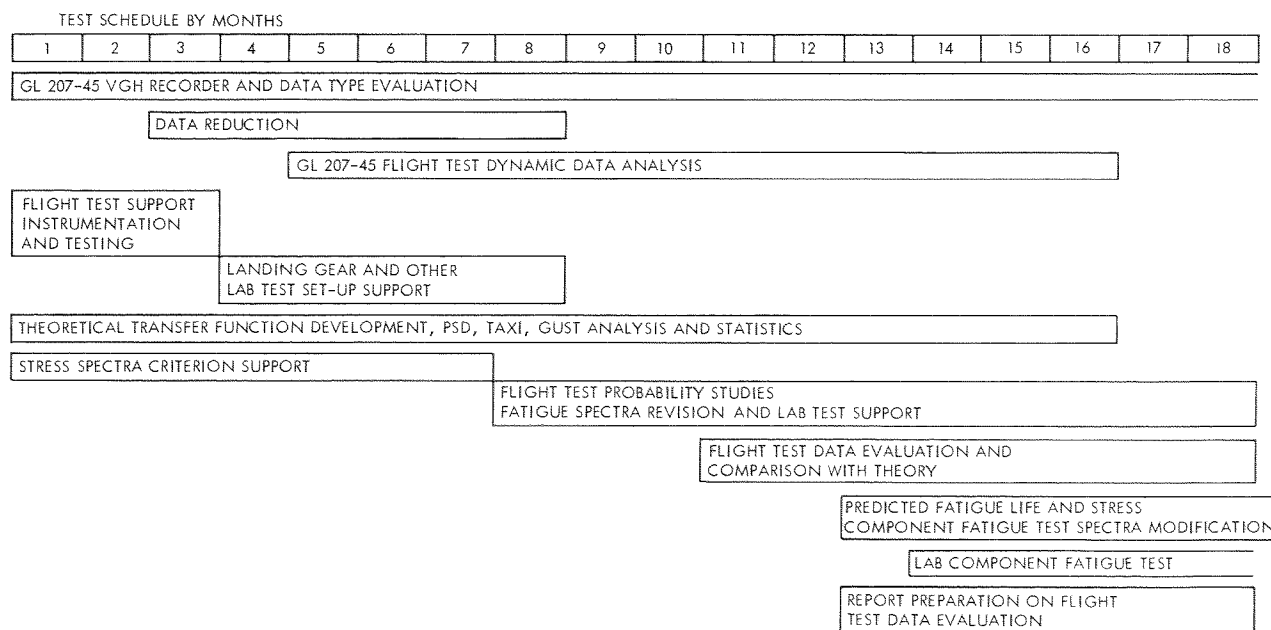 TEST SCHEDULE BY MONTHS
1 2 3 4 5 6 7 8 9 10 11 12 13 14 15 16 17 18
GL 207-45 VGH RECORDER AND DATA TYPE EVALUATION
DATA REDUCTION
GL 207-45 FLIGHT TEST DYNAMIC DATA ANALYSIS
FLIGHT TEST SUPPORT
INSTRUMENTATION
AND TESTING
LANDING GEAR AND OTHER
LAB TEST SET-UP SUPPORT
THEORETICAL TRANSFER FUNCTION DEVELOPMENT, PSD, TAXI, GUST ANALYSIS AND STATISTICS
STRESS SPECTRA CRITERION SUPPORT
FLIGHT TEST PROBABILITY STUDIES
FATIGUE SPECTRA REVISION AND LAB TEST SUPPORT
FLIGHT TEST DATA EVALUATION AND
COMPARISON WITH THEORY
PREDICTED FATIGUE LIFE AND STRESS
COMPONENT FATIGUE TEST SPECTRA MODIFICATION
LAB COMPONENT FATIGUE TEST
REPORT PREPARATION ON FLIGHT
TEST DATA EVALUATION